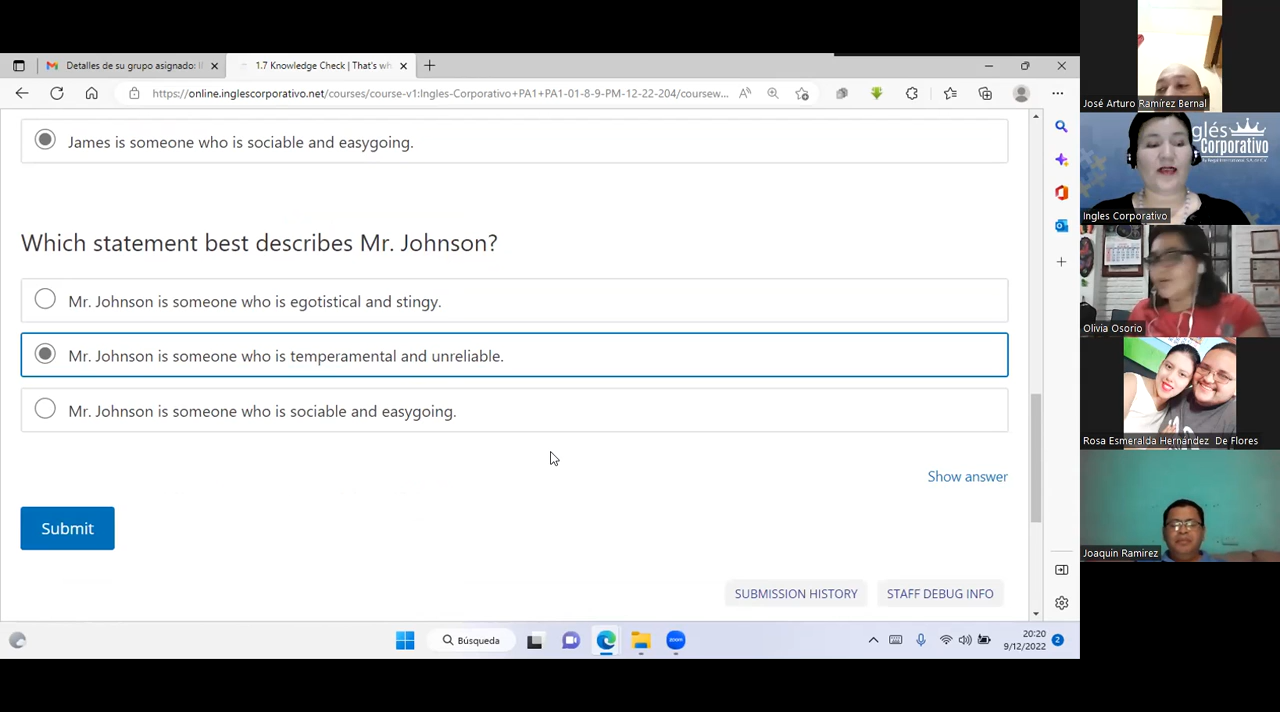 Detalles de su grupo asignado: I
1.7 Knowledge Check | That's wh
https://online.inglescorporativo.net/courses/course-v1:Ingles-Corporativo+PA1+PA1-01-8-9-PM-12-22-204/coursew...
James is someone who is sociable and easygoing.
Which statement best describes Mr. Johnson?
Mr. Johnson is someone who is egotistical and stingy.
Mr. Johnson is someone who is temperamental and unreliable.
Mr. Johnson is someone who is sociable and easygoing.
Show answer
Submit
SUBMISSION HISTORY
STAFF DEBUG INFO
Búsqueda
zoom
20:20
9/12/2022
2
José Arturo Ramírez Bernal
glés
Corporativo
Ingles Corporativo
Olivia Osorio
Rosa Esmeralda Hernández De Flores
Joaquin Ramirez